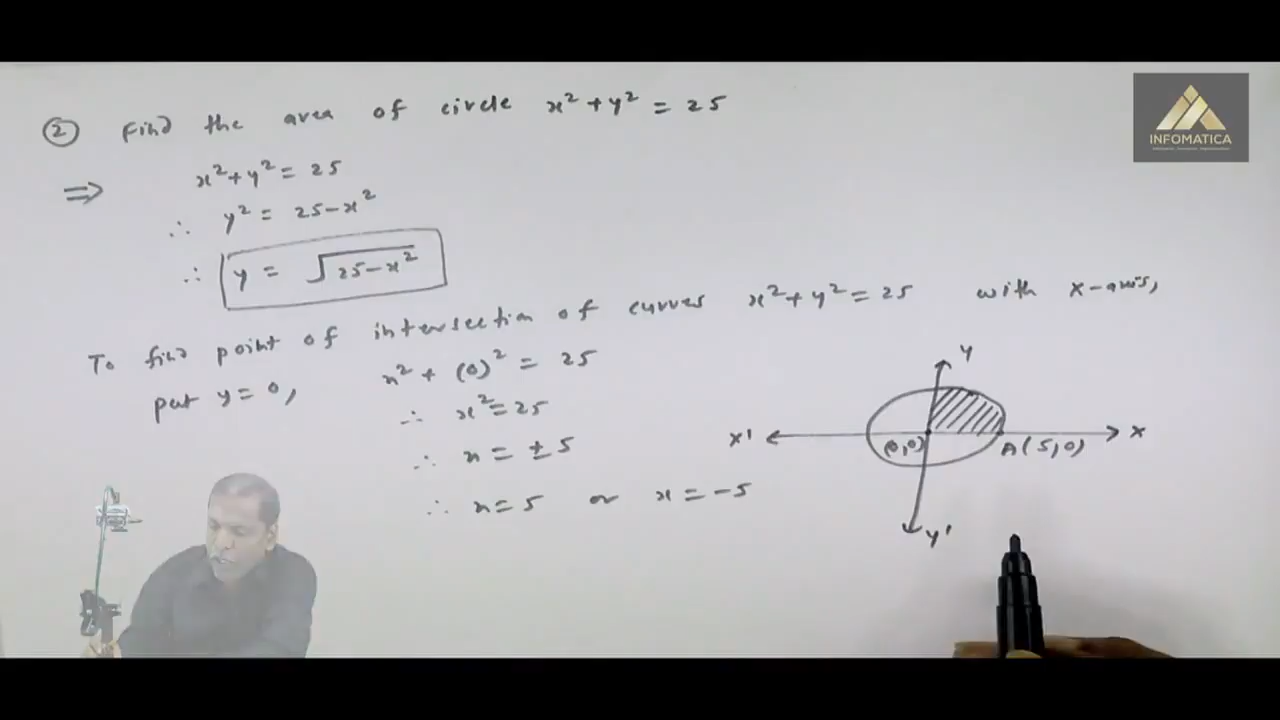 ② Find the area of circle x² + y² = 25
⇒ x² + y² = 25
∴ y² = 25 - x²
∴ y = √25 - x²
To find point of intersection of curves x² + y² = 25 with x-axis,
put y = 0, x² + (0)² = 25
∴ x² = 25
∴ x = ± 5
∴ x = 5 or x = -5
Y
X' (0,0) A(5,0) X
Y'
INFOMATICA